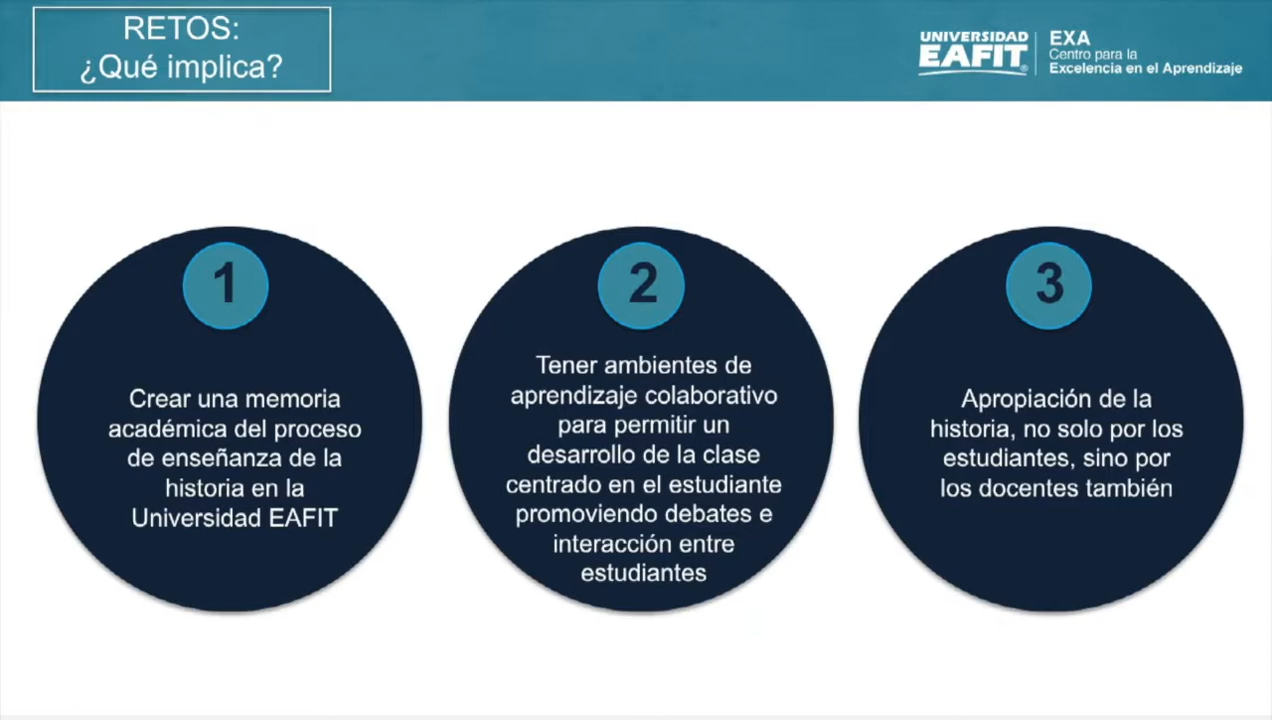 RETOS:
¿Qué implica?
UNIVERSIDAD
EAFIT®
EXA
Centro para la
Excelencia en el Aprendizaje
1
Crear una memoria
académica del proceso
de enseñanza de la
historia en la
Universidad EAFIT
2
Tener ambientes de
aprendizaje colaborativo
para permitir un
desarrollo de la clase
centrado en el estudiante
promoviendo debates e
interacción entre
estudiantes
3
Apropiación de la
historia, no solo por los
estudiantes, sino por
los docentes también